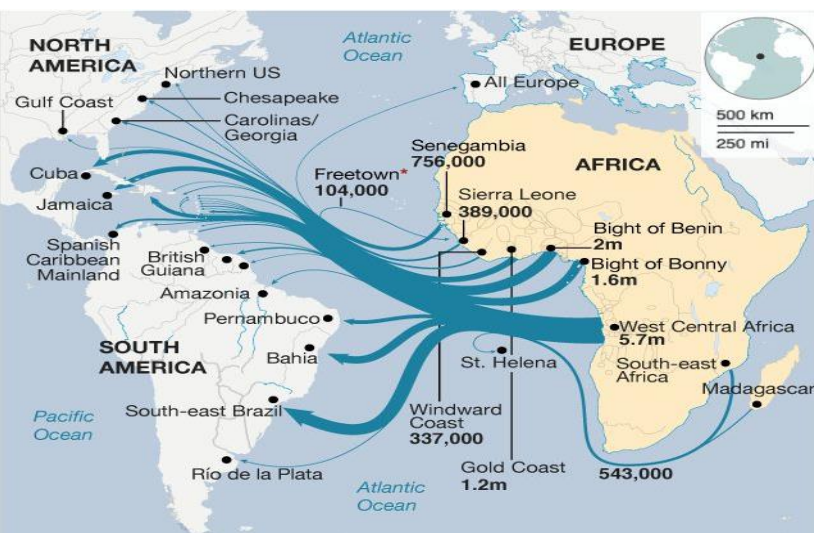 Atlantic
Ocean
NORTH
AMERICA
EUROPE
Northern US
All Europe
Gulf Coast
Chesapeake
500 km
250 mi
Carolinas/
Georgia
Senegambia
756,000
AFRICA
Cuba
Freetown*
104,000
Sierra Leone
389,000
Jamaica
Bight of Benin
2m
Spanish
Caribbean
Mainland
British
Guiana
Bight of Bonny
1.6m
Amazonia
Pernambuco
West Central Africa
5.7m
SOUTH
AMERICA
Bahia
St. Helena
South-east
Africa
Madagascar
South-east Brazil
Pacific
Ocean
Windward
Coast
337,000
Río de la Plata
Gold Coast
1.2m
543,000
Atlantic
Ocean